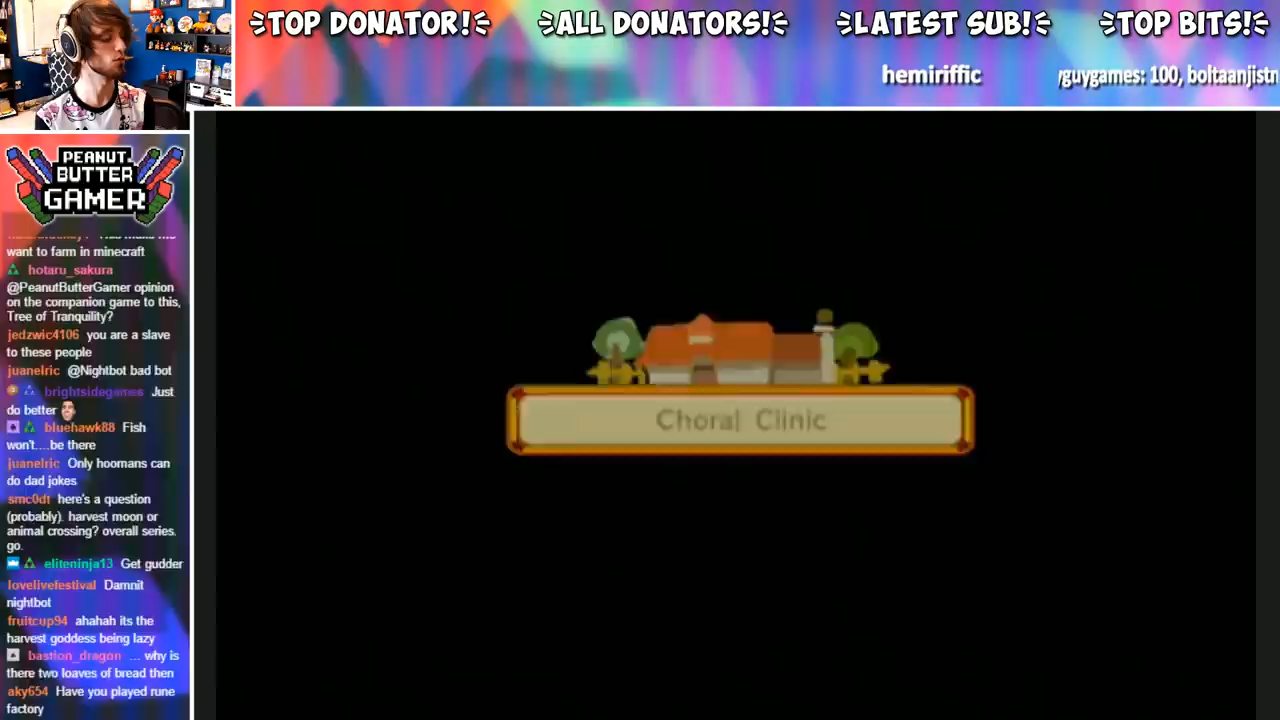 TOP DONATOR!
ALL DONATORS!
LATEST SUB!
TOP BITS!
hemiriffic
guygames: 100, boltaanjistn
PEANUT
BUTTER
GAMER
want to farm in minecraft
hotaru_sakura
@PeanutButterGamer opinion
on the companion game to this,
Tree of Tranquility?
jedzwic4106 you are a slave
to these people
juanelric @Nightbot bad bot
brightsidegames Just
do better
bluehawk88 Fish
won't....be there
juanelric Only hoomans can
do dad jokes
smc0dt here's a question
(probably). harvest moon or
animal crossing? overall series.
go.
eliteninja13 Get gudder
lovelivefestival Damnit
nightbot
fruitcup94 ahahah its the
harvest goddess being lazy
bastion_dragon ... why is
there two loaves of bread then
aky654 Have you played rune
factory
Choral Clinic